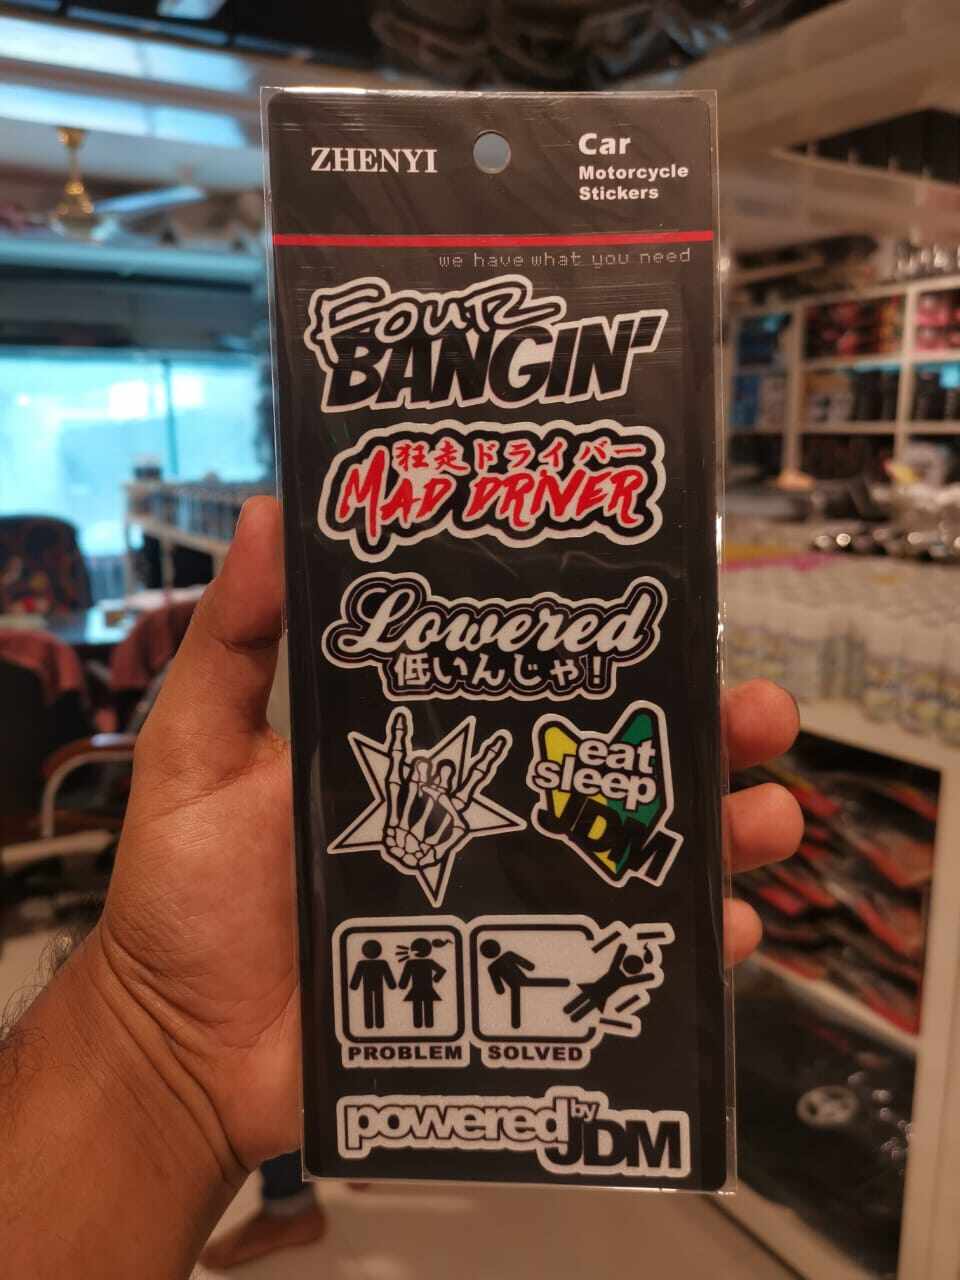 ZHENYI
Car
Motorcycle
Stickers
we have what you need
FOUR
BANGIN'
狂走ドライバー
MAD DRIVER
Lowered
低いんじゃ!
eat
sleep
JDM
PROBLEM
SOLVED
powered by JDM